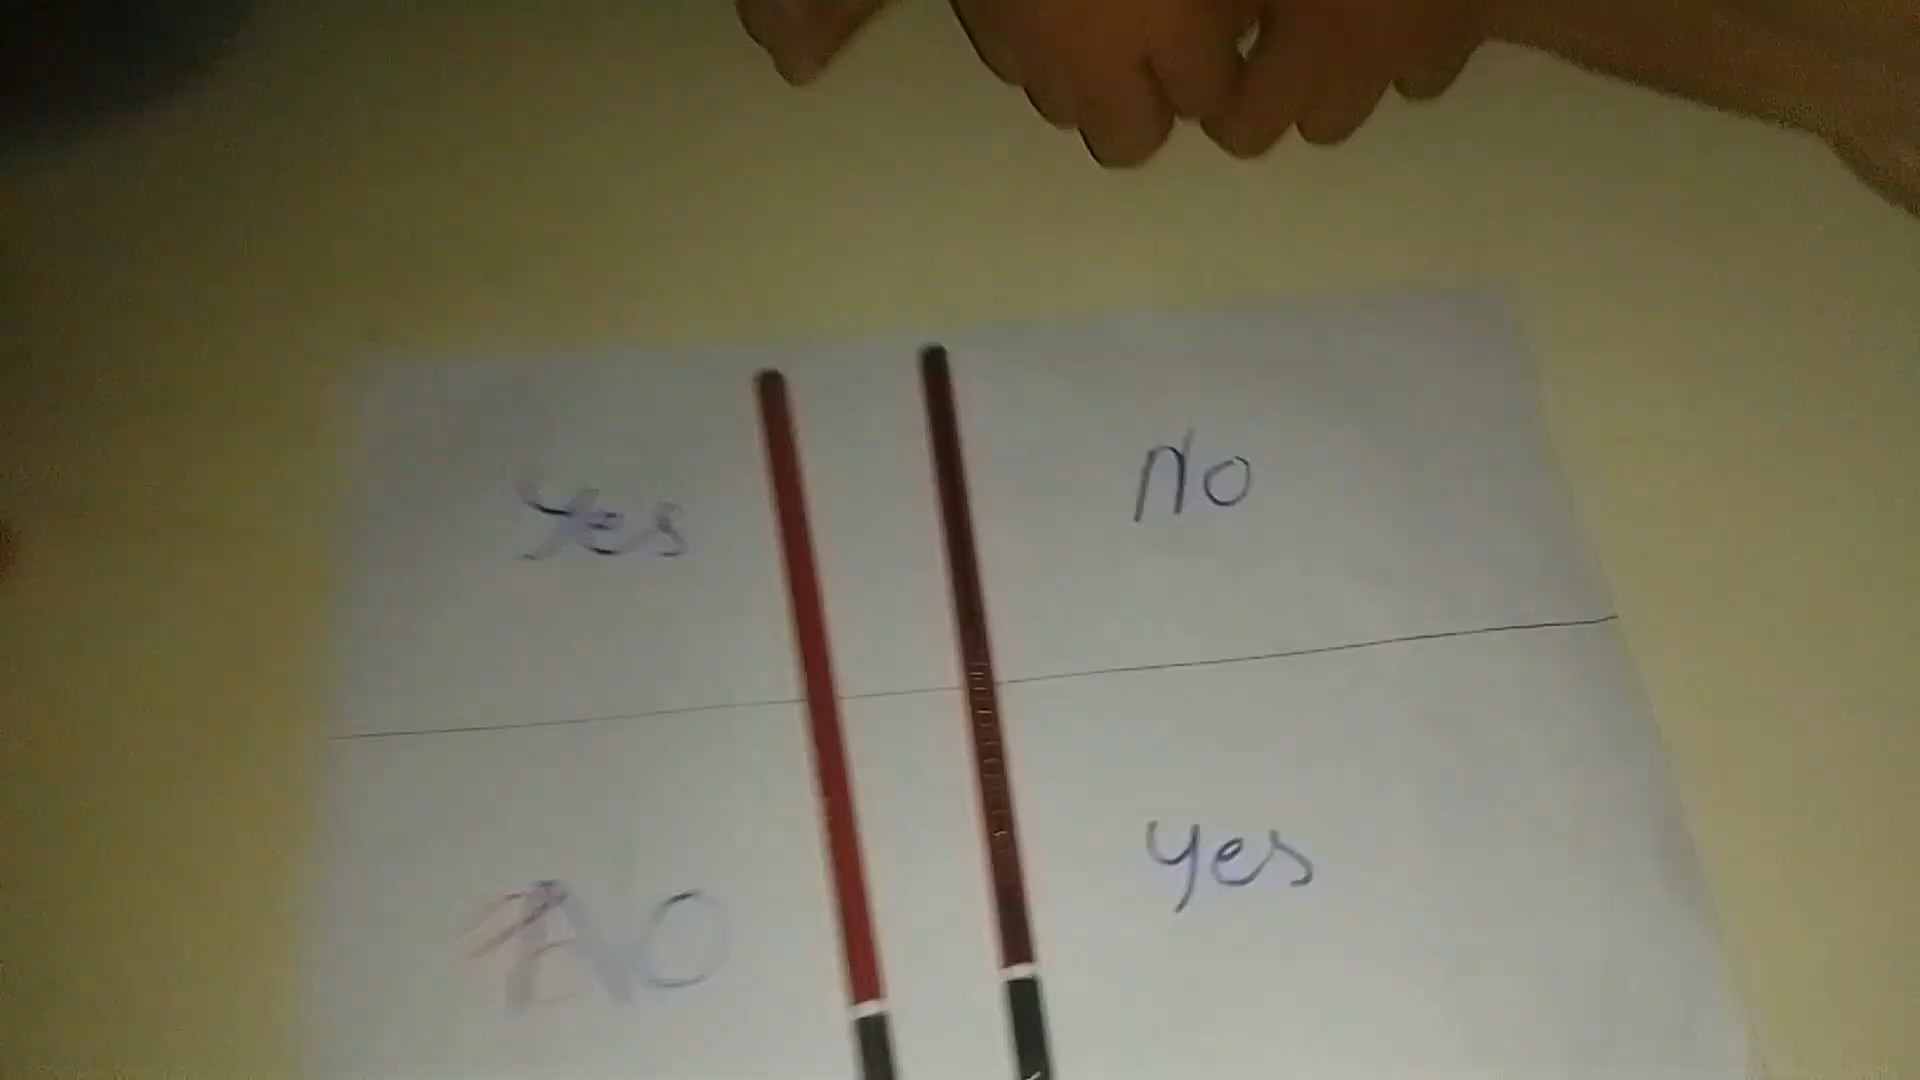 Yes No
No Yes